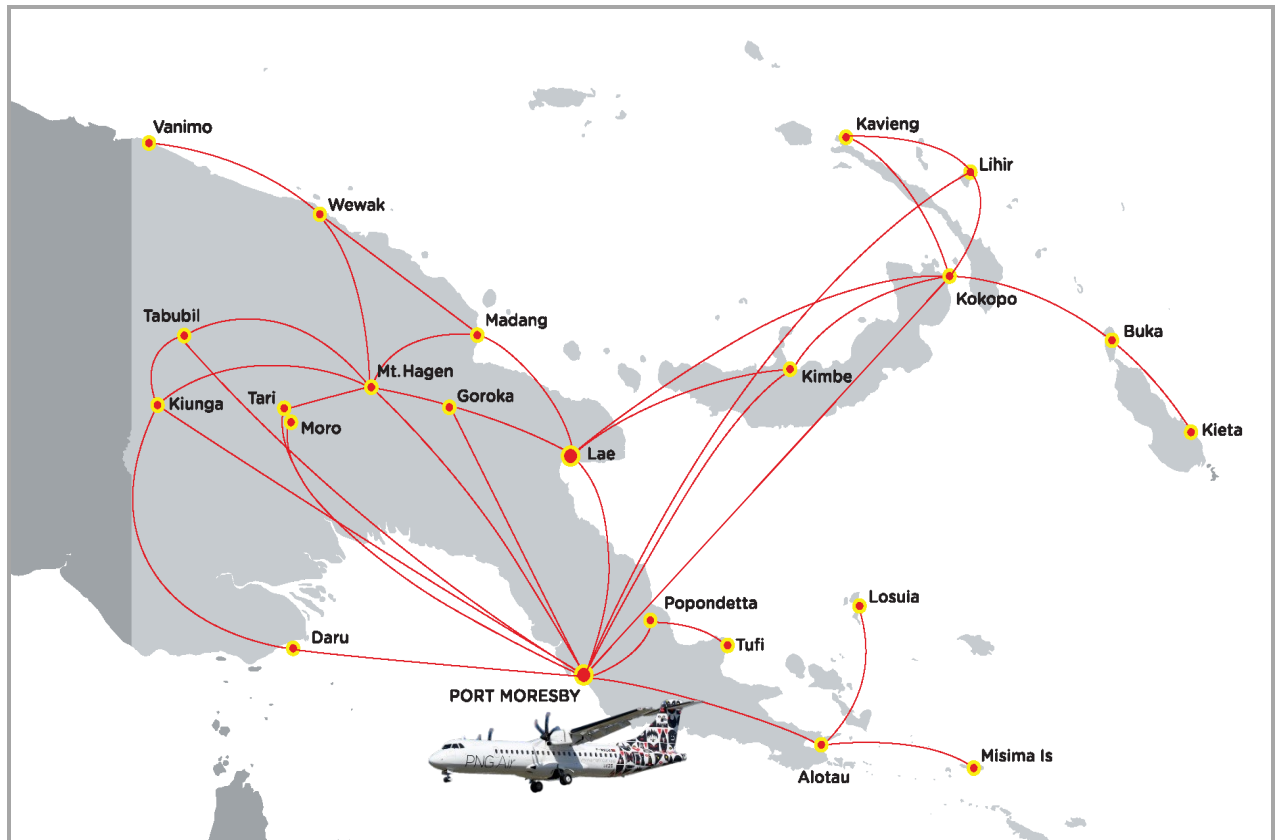 Vanimo
Kavieng
Lihir
Wewak
Kokopo
Tabubil
Madang
Buka
Mt. Hagen
Kimbe
Tari
Goroka
Kiunga
Moro
Kieta
Lae
Losuia
Popondetta
Daru
Tufi
PORT MORESBY
Misima Is
Alotau
PNG Air